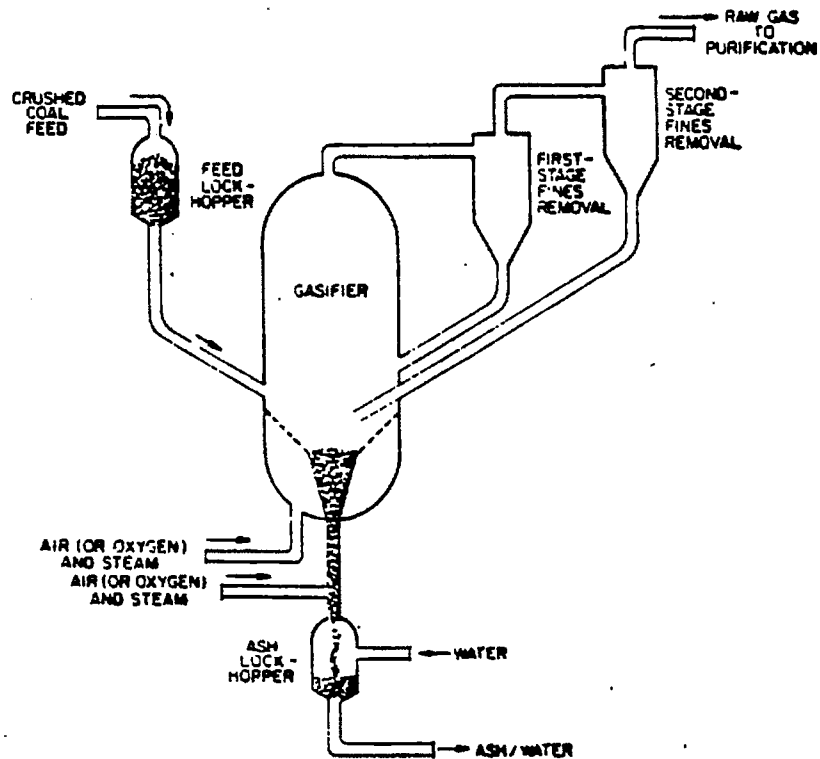 RAW GAS
TO
PURIFICATION
CRUSHED
COAL
FEED
SECOND-
STAGE
FINES
REMOVAL
FEED
LOCK-
HOPPER
FIRST-
STAGE
FINES
REMOVAL
GASIFIER
AIR (OR OXYGEN)
AND STEAM
AIR (OR OXYGEN)
AND STEAM
ASH
LOCK-
HOPPER
WATER
ASH/WATER